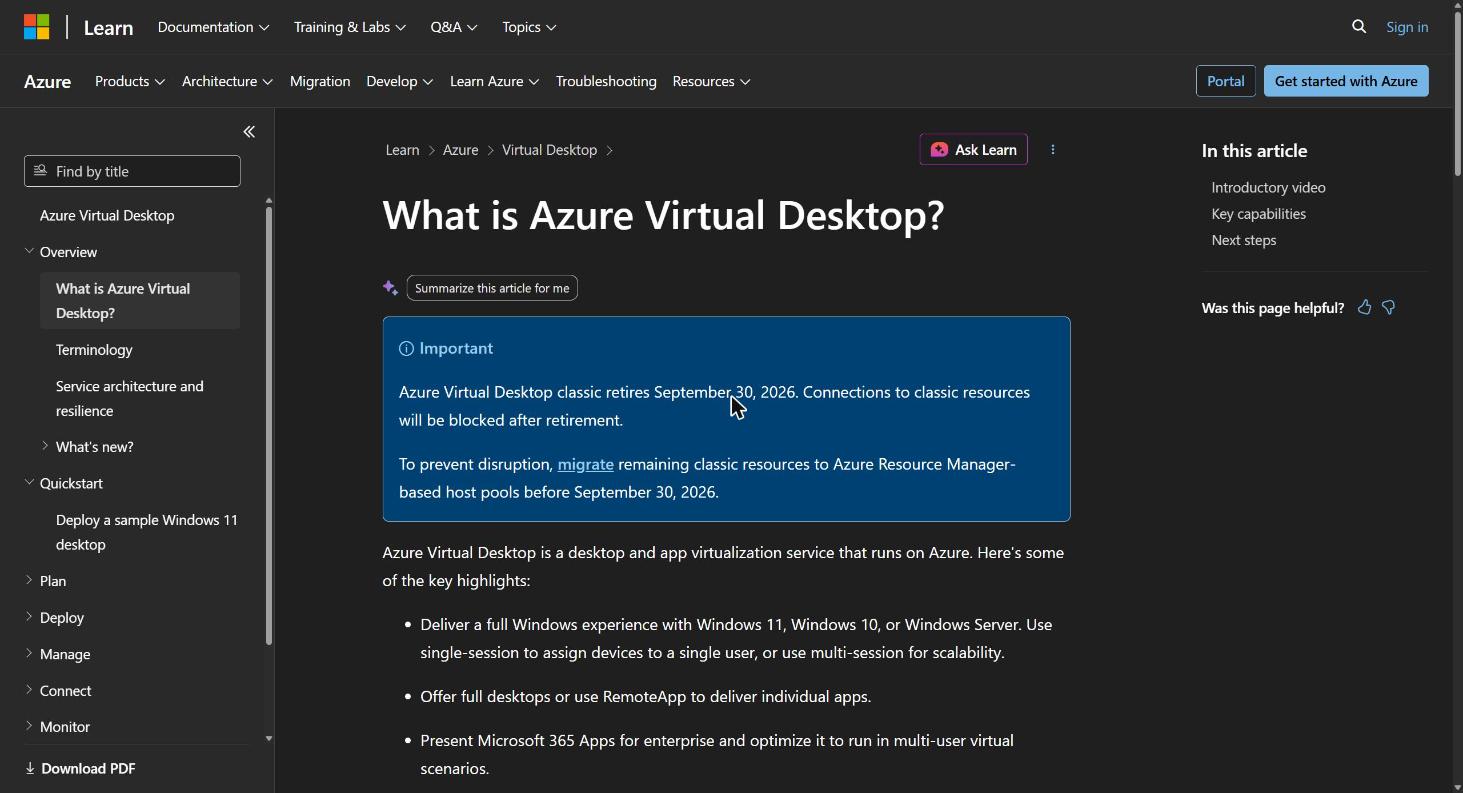 Learn
Documentation
Training & Labs
Q&A
Topics
Sign in
Azure
Products
Architecture
Migration
Develop
Learn Azure
Troubleshooting
Resources
Portal
Get started with Azure
Find by title
Azure Virtual Desktop
Overview
What is Azure Virtual
Desktop?
Terminology
Service architecture and
resilience
What's new?
Quickstart
Deploy a sample Windows 11
desktop
Plan
Deploy
Manage
Connect
Monitor
Download PDF
Learn
Azure
Virtual Desktop
Ask Learn
What is Azure Virtual Desktop?
Summarize this article for me
Important
Azure Virtual Desktop classic retires September 30, 2026. Connections to classic resources
will be blocked after retirement.
To prevent disruption, migrate remaining classic resources to Azure Resource Manager-
based host pools before September 30, 2026.
Azure Virtual Desktop is a desktop and app virtualization service that runs on Azure. Here's some
of the key highlights:
• Deliver a full Windows experience with Windows 11, Windows 10, or Windows Server. Use
single-session to assign devices to a single user, or use multi-session for scalability.
• Offer full desktops or use RemoteApp to deliver individual apps.
• Present Microsoft 365 Apps for enterprise and optimize it to run in multi-user virtual
scenarios.
In this article
Introductory video
Key capabilities
Next steps
Was this page helpful?